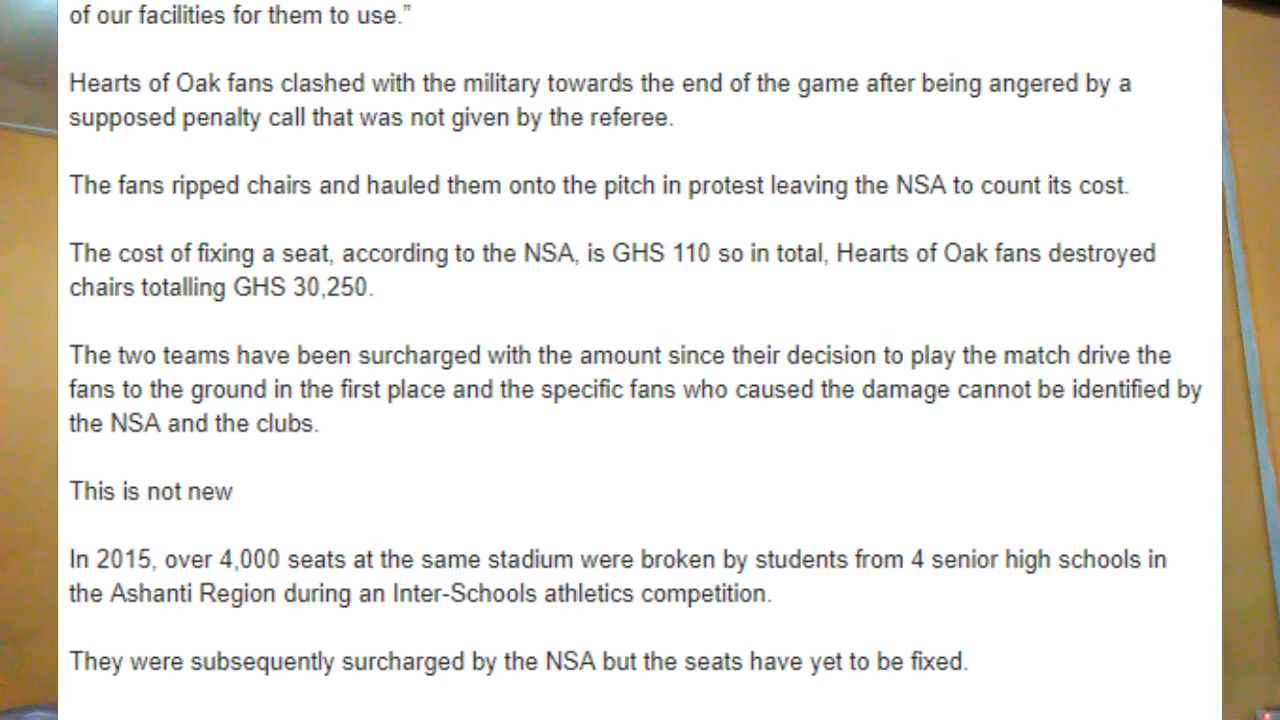 of our facilities for them to use.”
Hearts of Oak fans clashed with the military towards the end of the game after being angered by a
supposed penalty call that was not given by the referee.
The fans ripped chairs and hauled them onto the pitch in protest leaving the NSA to count its cost.
The cost of fixing a seat, according to the NSA, is GHS 110 so in total, Hearts of Oak fans destroyed
chairs totalling GHS 30,250.
The two teams have been surcharged with the amount since their decision to play the match drive the
fans to the ground in the first place and the specific fans who caused the damage cannot be identified by
the NSA and the clubs.
This is not new
In 2015, over 4,000 seats at the same stadium were broken by students from 4 senior high schools in
the Ashanti Region during an Inter-Schools athletics competition.
They were subsequently surcharged by the NSA but the seats have yet to be fixed.